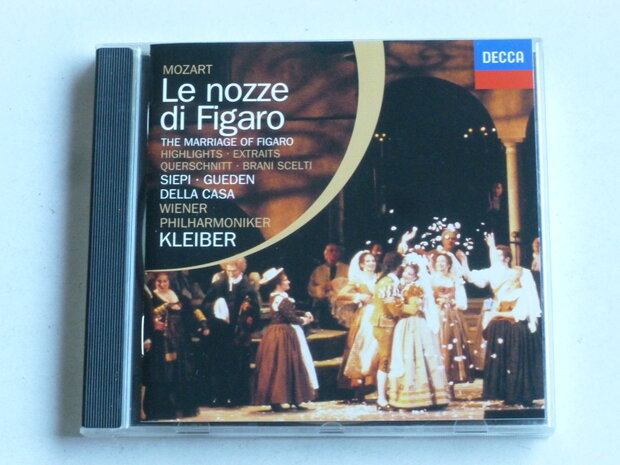 DECCA
MOZART
Le nozze
di Figaro
THE MARRIAGE OF FIGARO
HIGHLIGHTS · EXTRAITS
QUERSCHNITT · BRANI SCELTI
SIEPI · GUEDEN
DELLA CASA
WIENER
PHILHARMONIKER
KLEIBER